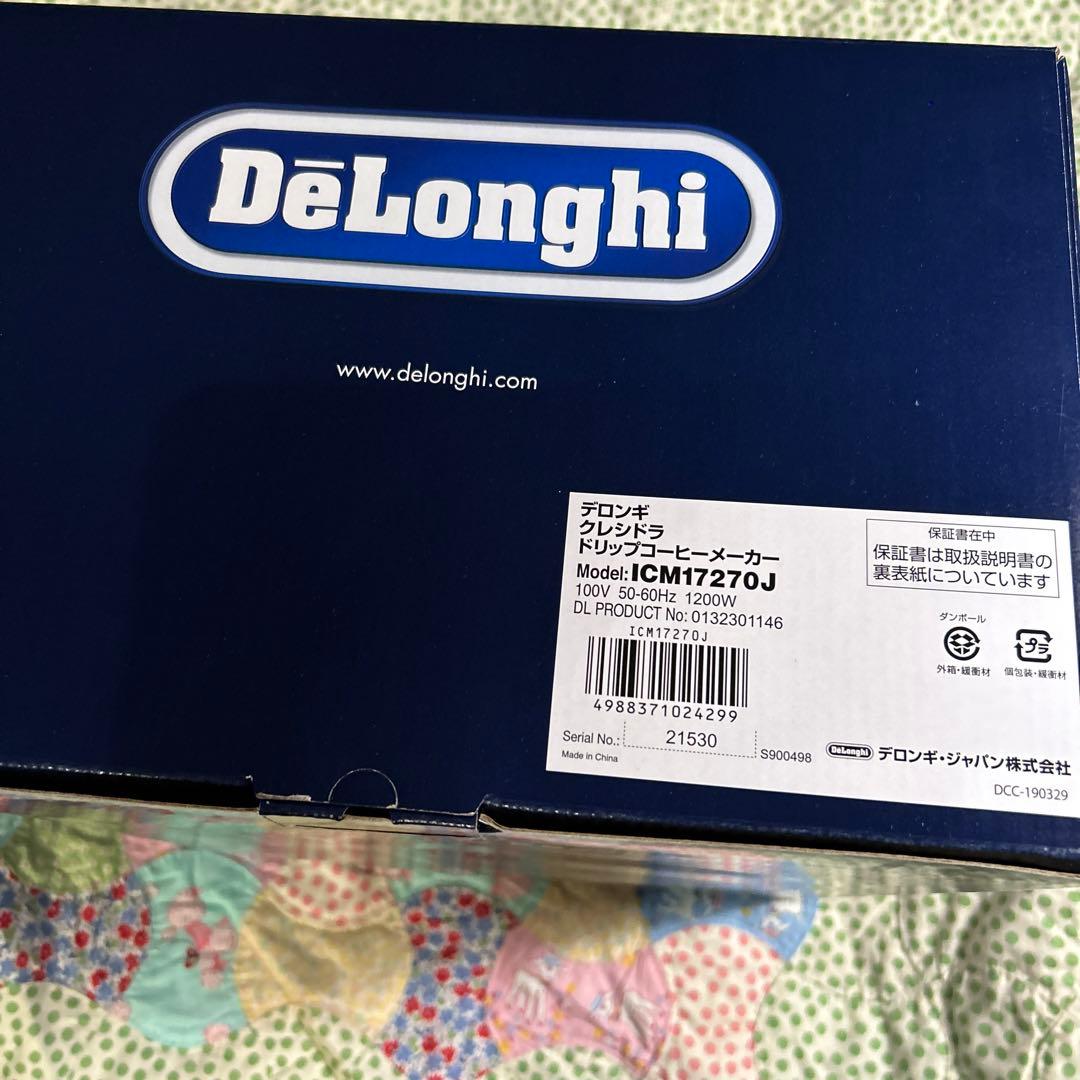 DēLonghi
www.delonghi.com
デロンギ
クレシドラ
ドリップコーヒーメーカー
Model: ICM17270J
100V 50-60Hz 1200W
DL PRODUCT No: 0132301146
ICM17270J
4988371024299
Serial No.: 21530
S900498
Made in China
保証書在中
保証書は取扱説明書の
裏表紙についています
ダンボール
外箱・緩衝材
プラ
個包装・緩衝材
DēLonghi デロンギ・ジャパン株式会社
DCC-190329